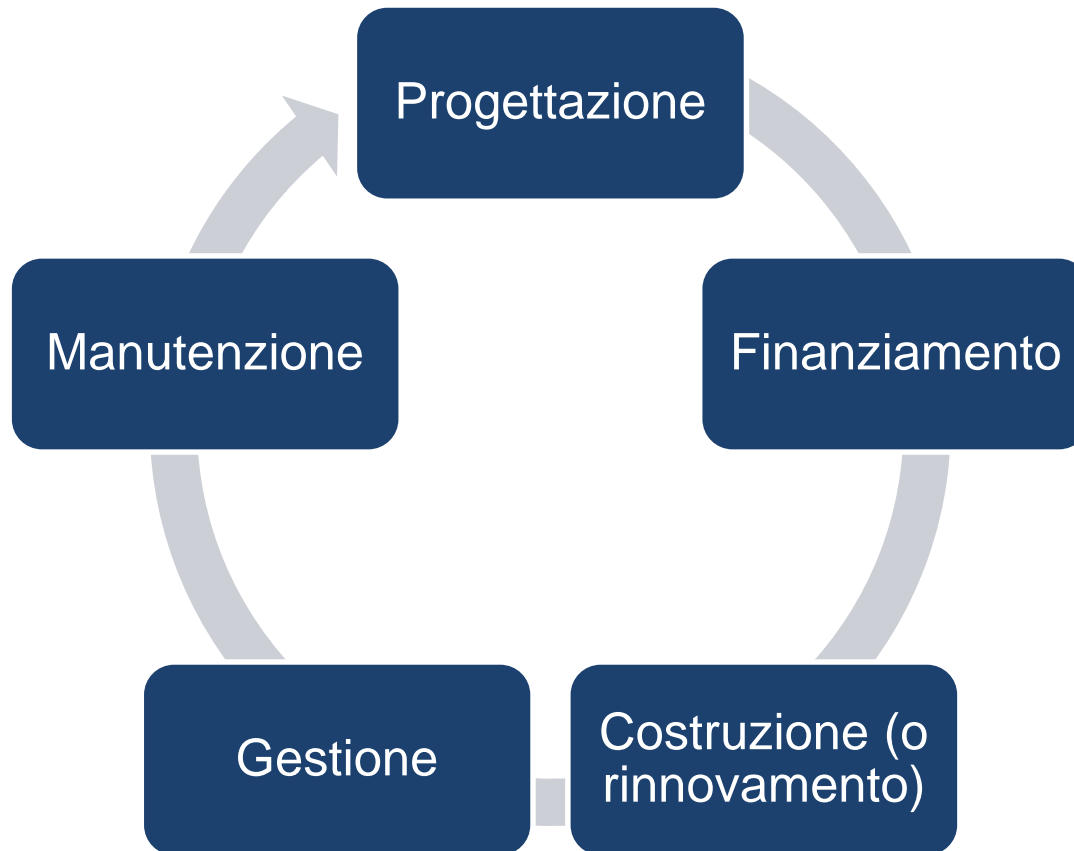 Progettazione
Manutenzione
Finanziamento
Gestione
Costruzione (o
rinnovamento)